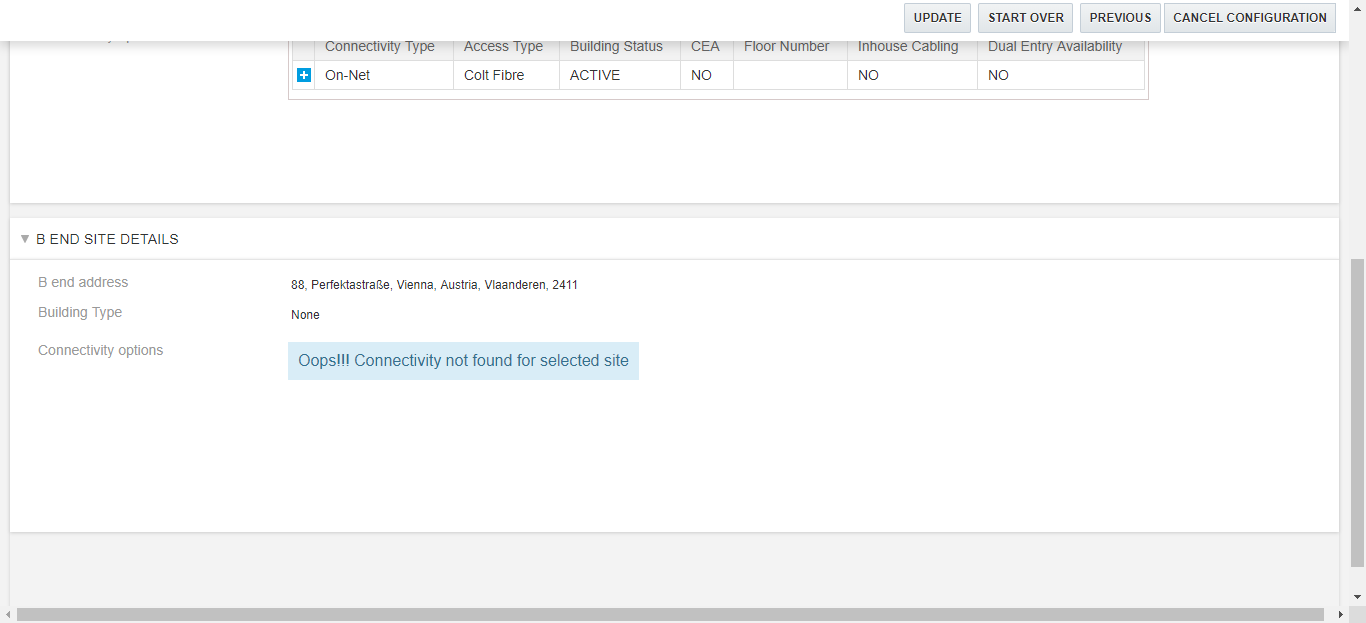 UPDATE START OVER PREVIOUS CANCEL CONFIGURATION
Connectivity Type Access Type Building Status CEA Floor Number Inhouse Cabling Dual Entry Availability
On-Net Colt Fibre ACTIVE NO NO NO
B END SITE DETAILS
B end address 88, Perfektastraße, Vienna, Austria, Vlaanderen, 2411
Building Type None
Connectivity options Oops!!! Connectivity not found for selected site